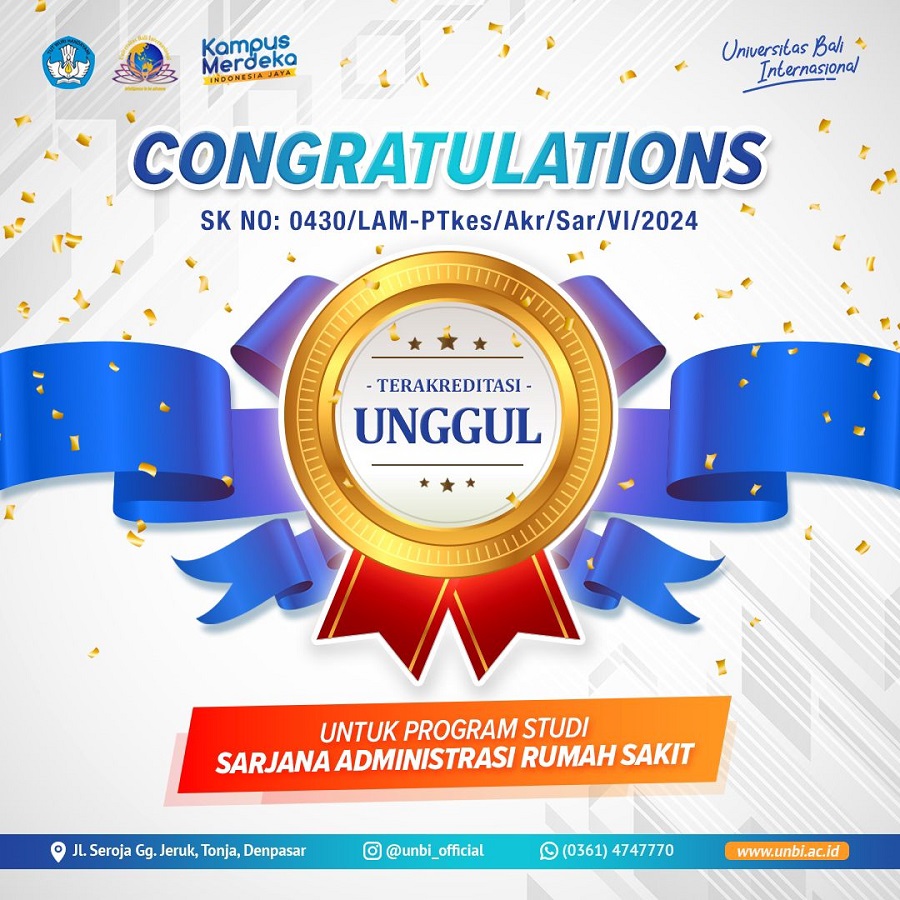 Kampus
Merdeka
INDONESIA JAYA
Universitas Bali
Internasional
CONGRATULATIONS
SK NO: 0430/LAM-PTkes/Akr/Sar/VI/2024
- TERAKREDITASI -
UNGGUL
UNTUK PROGRAM STUDI
SARJANA ADMINISTRASI RUMAH SAKIT
Jl. Seroja Gg. Jeruk, Tonja, Denpasar
@unbi_official
(0361) 4747770
www.unbi.ac.id